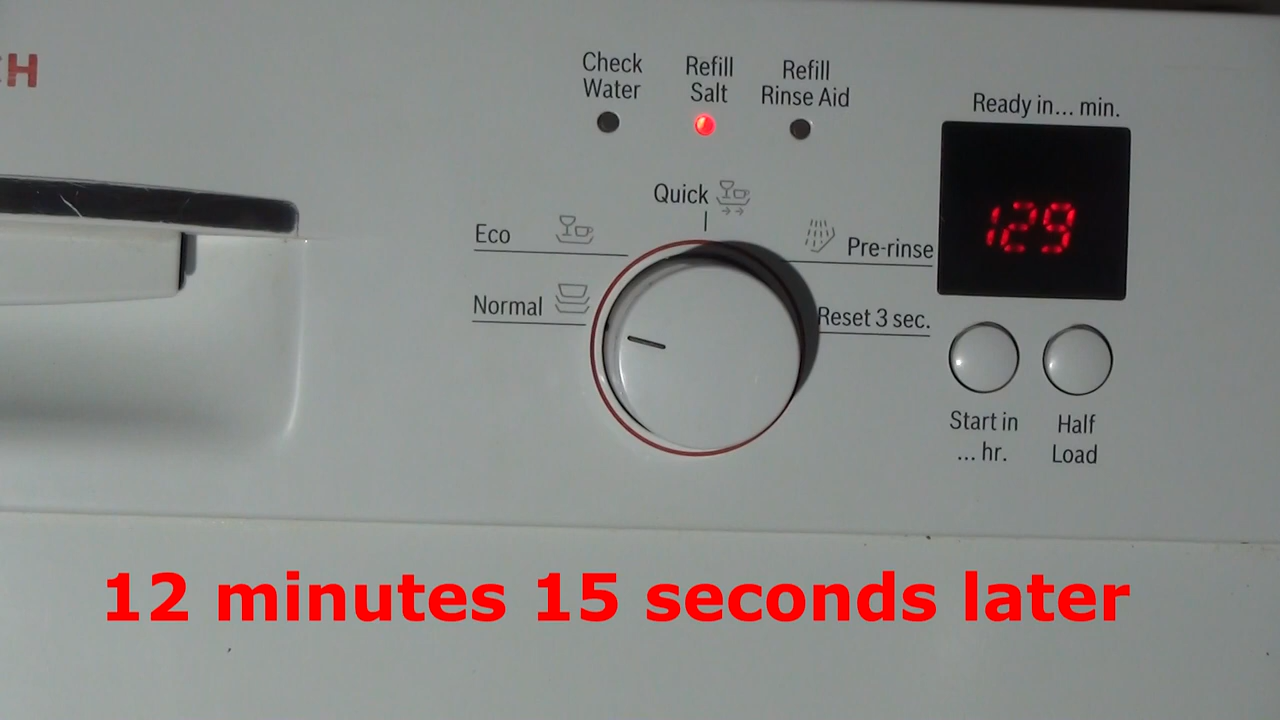 CH
Check
Water
Refill
Salt
Refill
Rinse Aid
Ready in... min.
129
Quick
Eco
Pre-rinse
Normal
Reset 3 sec.
Start in
... hr.
Half
Load
12 minutes 15 seconds later